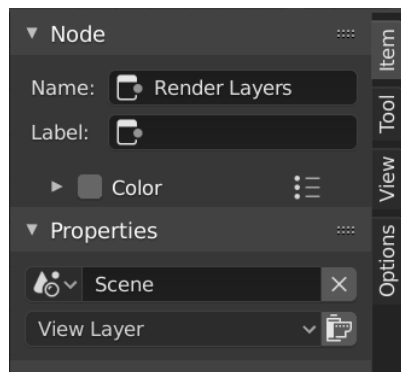 Node
Name: Render Layers
Label:
Color
Properties
Scene
View Layer
Item
Tool
View
Options